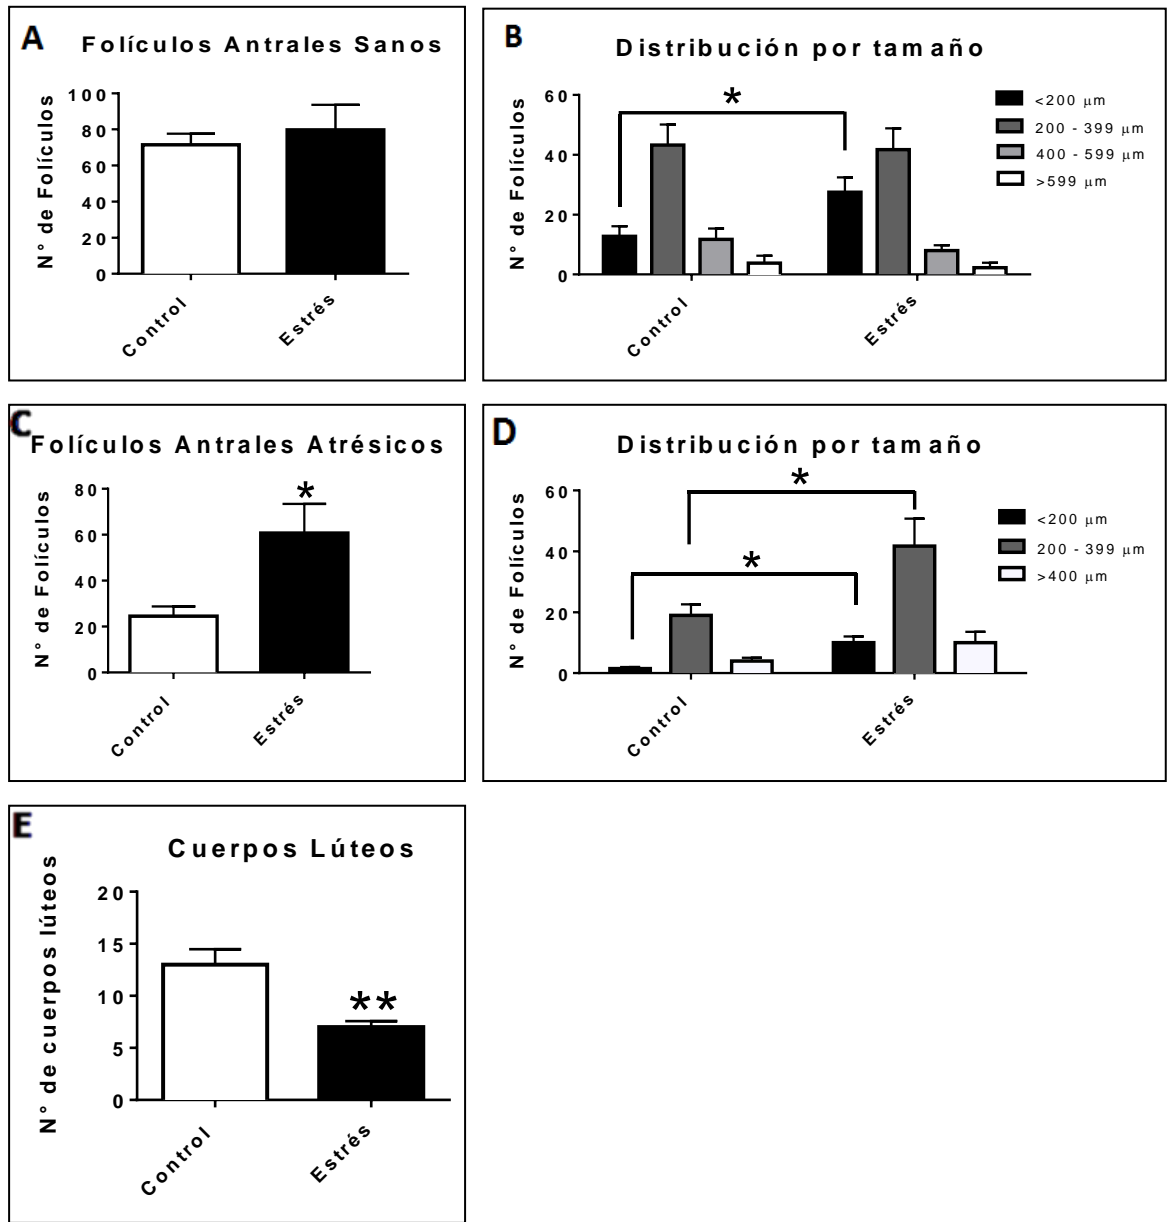 A
Folículos Antrales Sanos
N° de Folículos
100
80
60
40
20
0
Control
Estrés
B
Distribución por tamaño
N° de Folículos
60
40
20
0
*
Control
Estrés
<200 µm
200 - 399 µm
400 - 599 µm
>599 µm
C
Folículos Antrales Atrésicos
N° de Folículos
80
60
40
20
0
*
Control
Estrés
D
Distribución por tamaño
N° de Folículos
60
40
20
0
*
*
Control
Estrés
<200 µm
200 - 399 µm
>400 µm
E
Cuerpos Lúteos
N° de cuerpos lúteos
20
15
10
5
0
**
Control
Estrés